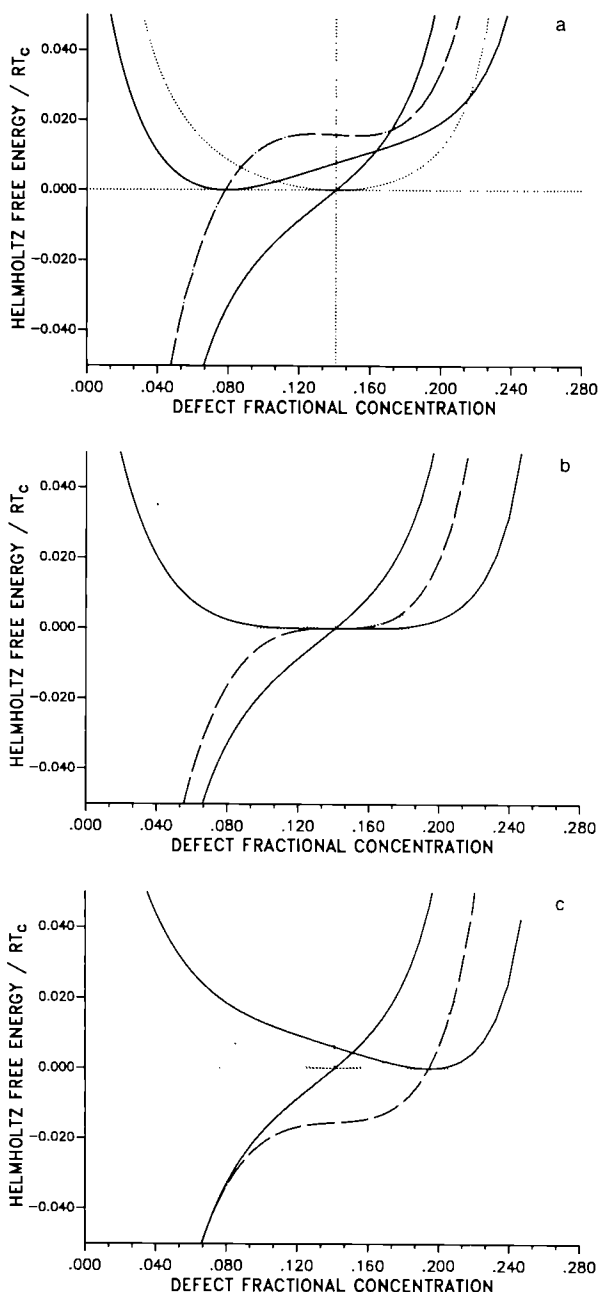 a
0.040
0.020
0.000
-0.020
-0.040
HELMHOLTZ FREE ENERGY / RTc
.000 .040 .080 .120 .160 .200 .240 .280
DEFECT FRACTIONAL CONCENTRATION
b
0.040
0.020
0.000
-0.020
-0.040
HELMHOLTZ FREE ENERGY / RTc
.000 .040 .080 .120 .160 .200 .240 .280
DEFECT FRACTIONAL CONCENTRATION
c
0.040
0.020
0.000
-0.020
-0.040
HELMHOLTZ FREE ENERGY / RTc
.000 .040 .080 .120 .160 .200 .240 .280
DEFECT FRACTIONAL CONCENTRATION